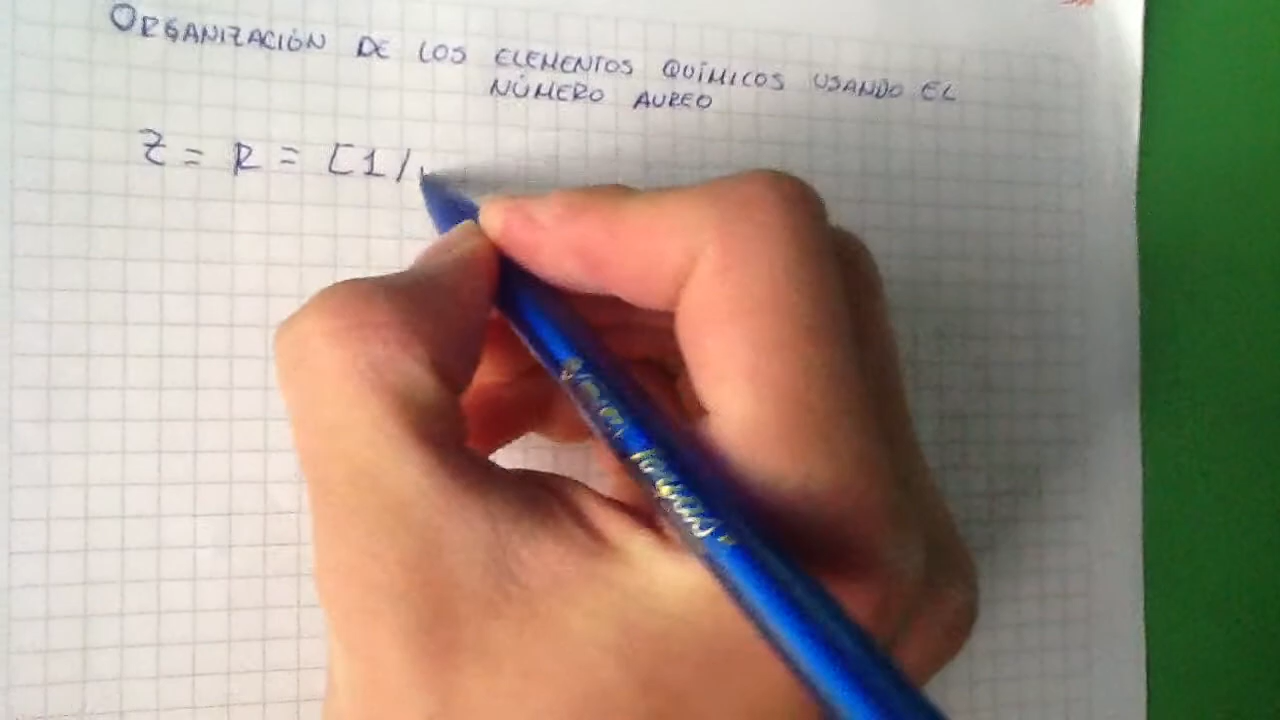 ORGANIZACIÓN DE LOS ELEMENTOS QUÍMICOS USANDO EL
NÚMERO AUREO
Z = R = [1/